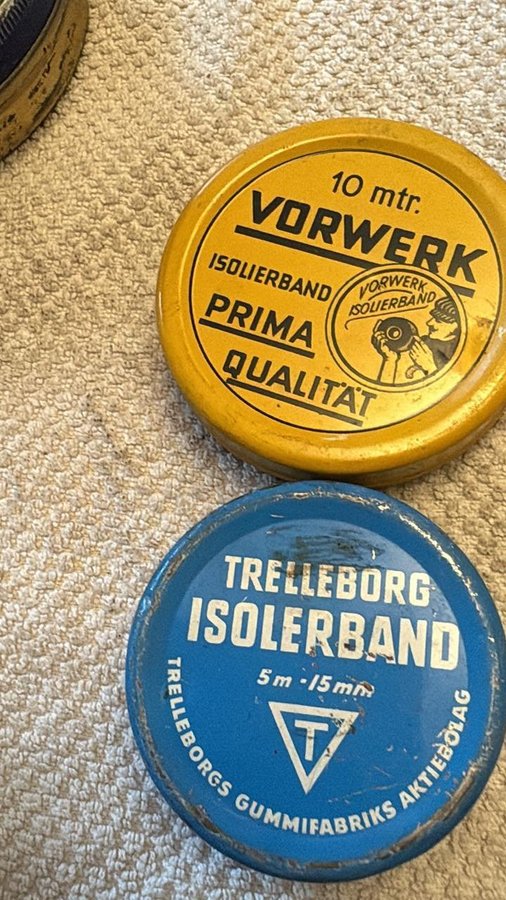 10 mtr.
VORWERK
ISOLIERBAND
PRIMA
QUALITÄT
VORWERK
ISOLIERBAND
TRELLEBORG
ISOLERBAND
5m - 15mm
T
TRELLEBORGS GUMMIFABRIKS AKTIEBOLAG